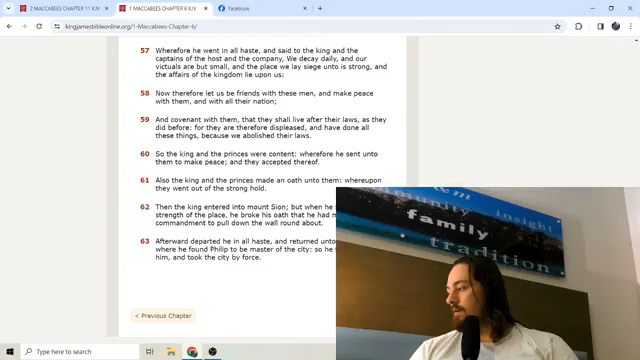 2 MACCABEES CHAPTER 11 KJV
1 MACCABEES CHAPTER 6 KJV
Facebook
kingjamesbibleonline.org/1-Maccabees-Chapter-6/
57 Wherefore he went in all haste, and said to the king and the
captains of the host and the company, We decay daily, and our
victuals are but small, and the place we lay siege unto is strong, and
the affairs of the kingdom lie upon us:
58 Now therefore let us be friends with these men, and make peace
with them, and with all their nation;
59 And covenant with them, that they shall live after their laws, as they
did before: for they are therefore displeased, and have done all
these things, because we abolished their laws.
60 So the king and the princes were content: wherefore he sent unto
them to make peace; and they accepted thereof.
61 Also the king and the princes made an oath unto them: whereupon
they went out of the strong hold.
62 Then the king entered into mount Sion; but when he
strength of the place, he broke his oath that he had m
commandment to pull down the wall round about.
63 Afterward departed he in all haste, and returned unto
where he found Philip to be master of the city: so he
him, and took the city by force.
< Previous Chapter
community
insight
family
tradition
Type here to search